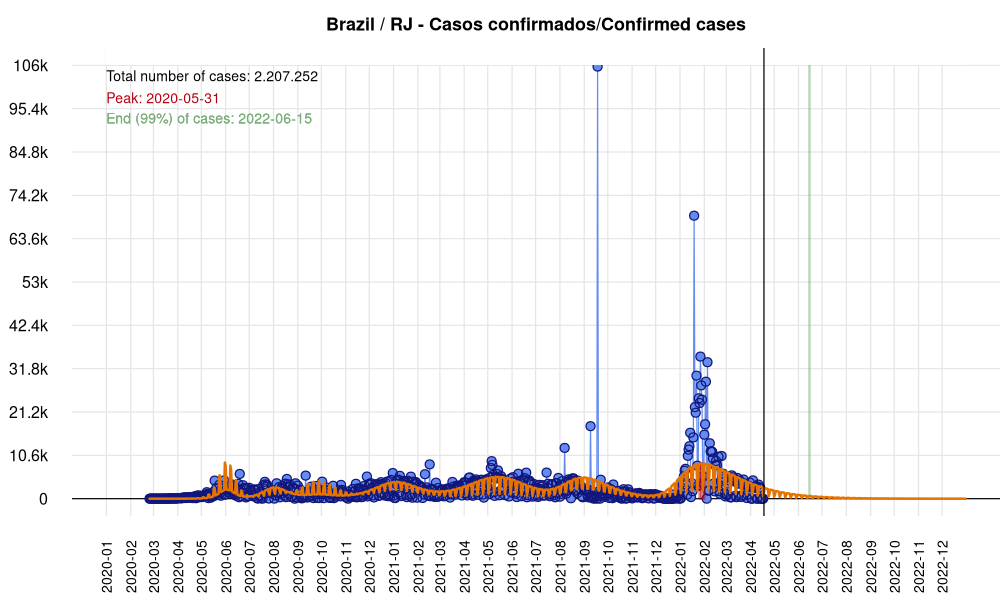 Brazil / RJ - Casos confirmados/Confirmed cases
Total number of cases: 2.207.252
Peak: 2020-05-31
End (99%) of cases: 2022-06-15
106k
95.4k
84.8k
74.2k
63.6k
53k
42.4k
31.8k
21.2k
10.6k
0
2020-01
2020-02
2020-03
2020-04
2020-05
2020-06
2020-07
2020-08
2020-09
2020-10
2020-11
2020-12
2021-01
2021-02
2021-03
2021-04
2021-05
2021-06
2021-07
2021-08
2021-09
2021-10
2021-11
2021-12
2022-01
2022-02
2022-03
2022-04
2022-05
2022-06
2022-07
2022-08
2022-09
2022-10
2022-11
2022-12